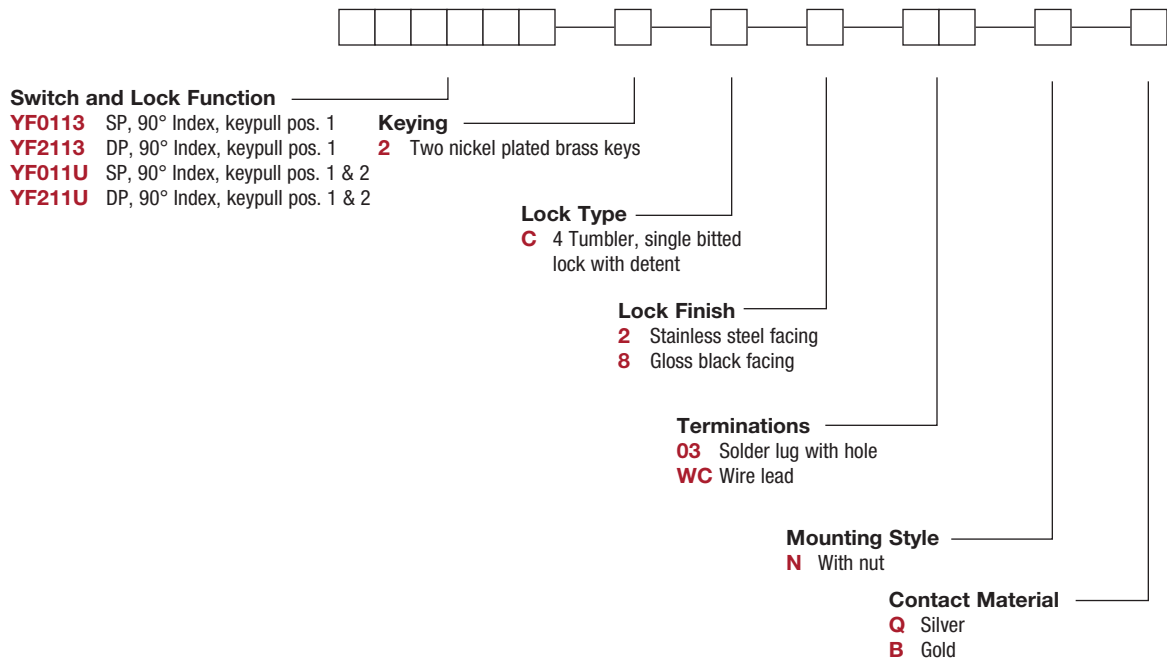 Switch and Lock Function
YF0113 SP, 90° Index, keypull pos. 1
YF2113 DP, 90° Index, keypull pos. 1
YF011U SP, 90° Index, keypull pos. 1 & 2
YF211U DP, 90° Index, keypull pos. 1 & 2
Keying
2 Two nickel plated brass keys
Lock Type
C 4 Tumbler, single bitted
lock with detent
Lock Finish
2 Stainless steel facing
8 Gloss black facing
Terminations
03 Solder lug with hole
WC Wire lead
Mounting Style
N With nut
Contact Material
Q Silver
B Gold